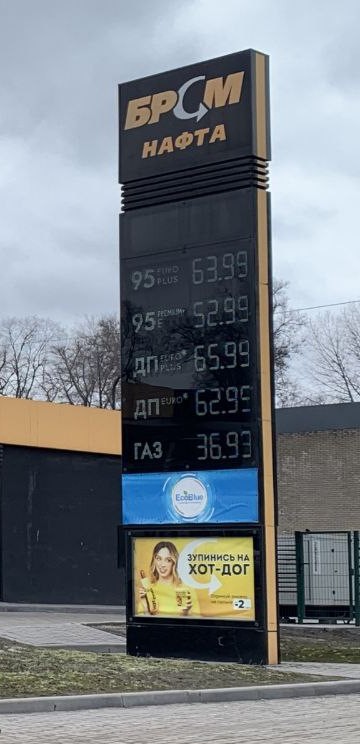 БРСМ
НАФТА
95 EURO PLUS 63.99
95 PREMIUM E 52.99
ДП EURO PLUS 65.99
ДП EURO 62.99
ГАЗ 36.93
EcoBlue
ЗУПИНИСЬ НА
ХОТ-ДОГ
-2